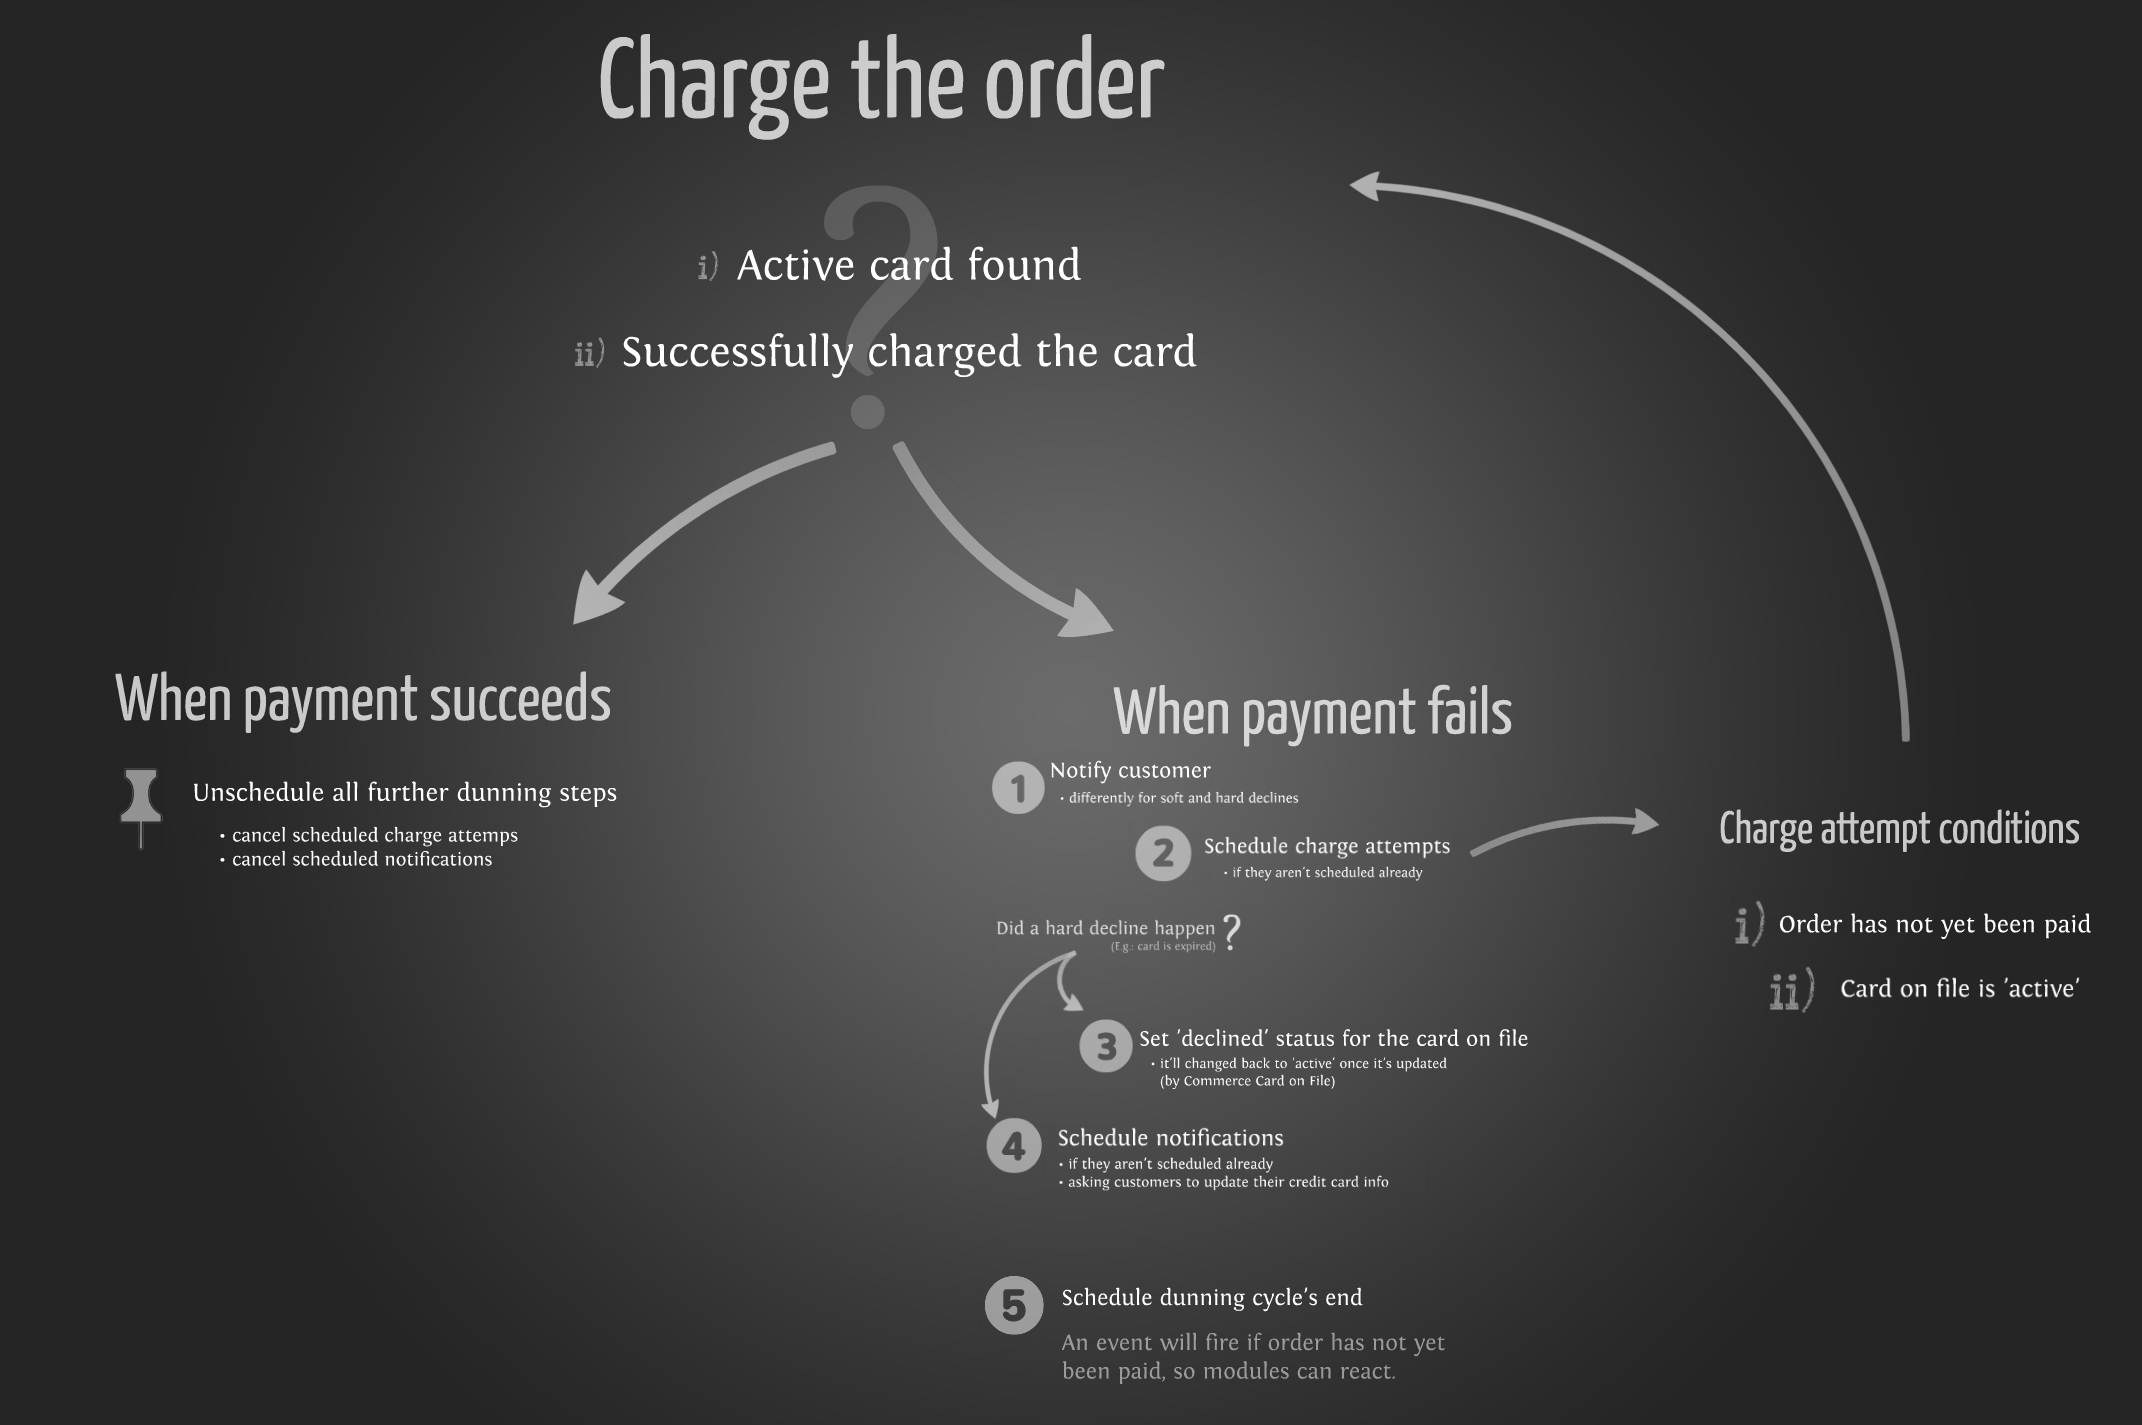 Charge the order
?
i) Active card found
ii) Successfully charged the card
When payment succeeds
Unschedule all further dunning steps
• cancel scheduled charge attemps
• cancel scheduled notifications
When payment fails
1 Notify customer
• differently for soft and hard declines
2 Schedule charge attempts
• if they aren't scheduled already
Did a hard decline happen ?
(E.g.: card is expired)
3 Set 'declined' status for the card on file
• it'll changed back to 'active' once it's updated
(by Commerce Card on File)
4 Schedule notifications
• if they aren't scheduled already
• asking customers to update their credit card info
5 Schedule dunning cycle's end
An event will fire if order has not yet
been paid, so modules can react.
Charge attempt conditions
i) Order has not yet been paid
ii) Card on file is 'active'